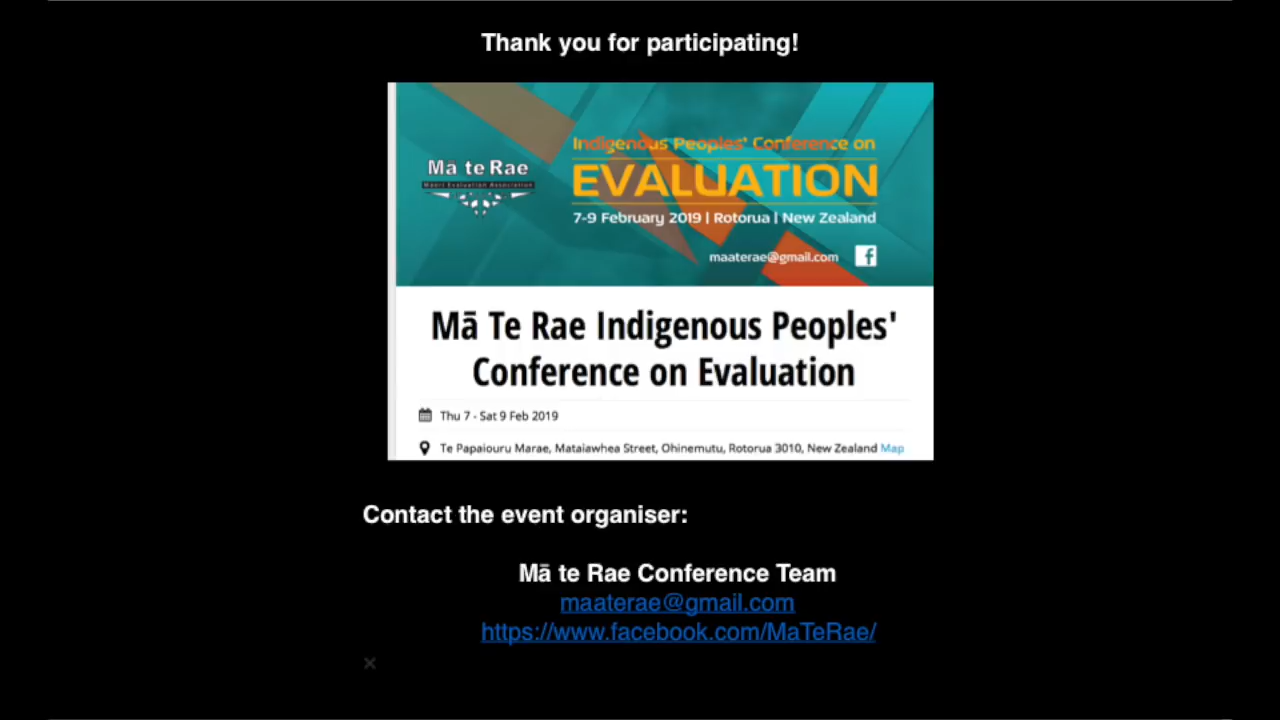 Thank you for participating!
Mā te Rae
Maori Evaluation Association
Indigenous Peoples' Conference on
EVALUATION
7-9 February 2019 | Rotorua | New Zealand
maaterae@gmail.com f
Mā Te Rae Indigenous Peoples'
Conference on Evaluation
Thu 7 - Sat 9 Feb 2019
Te Papaiouru Marae, Mataiawhea Street, Ohinemutu, Rotorua 3010, New Zealand Map
Contact the event organiser:
Mā te Rae Conference Team
maaterae@gmail.com
https://www.facebook.com/MaTeRae/